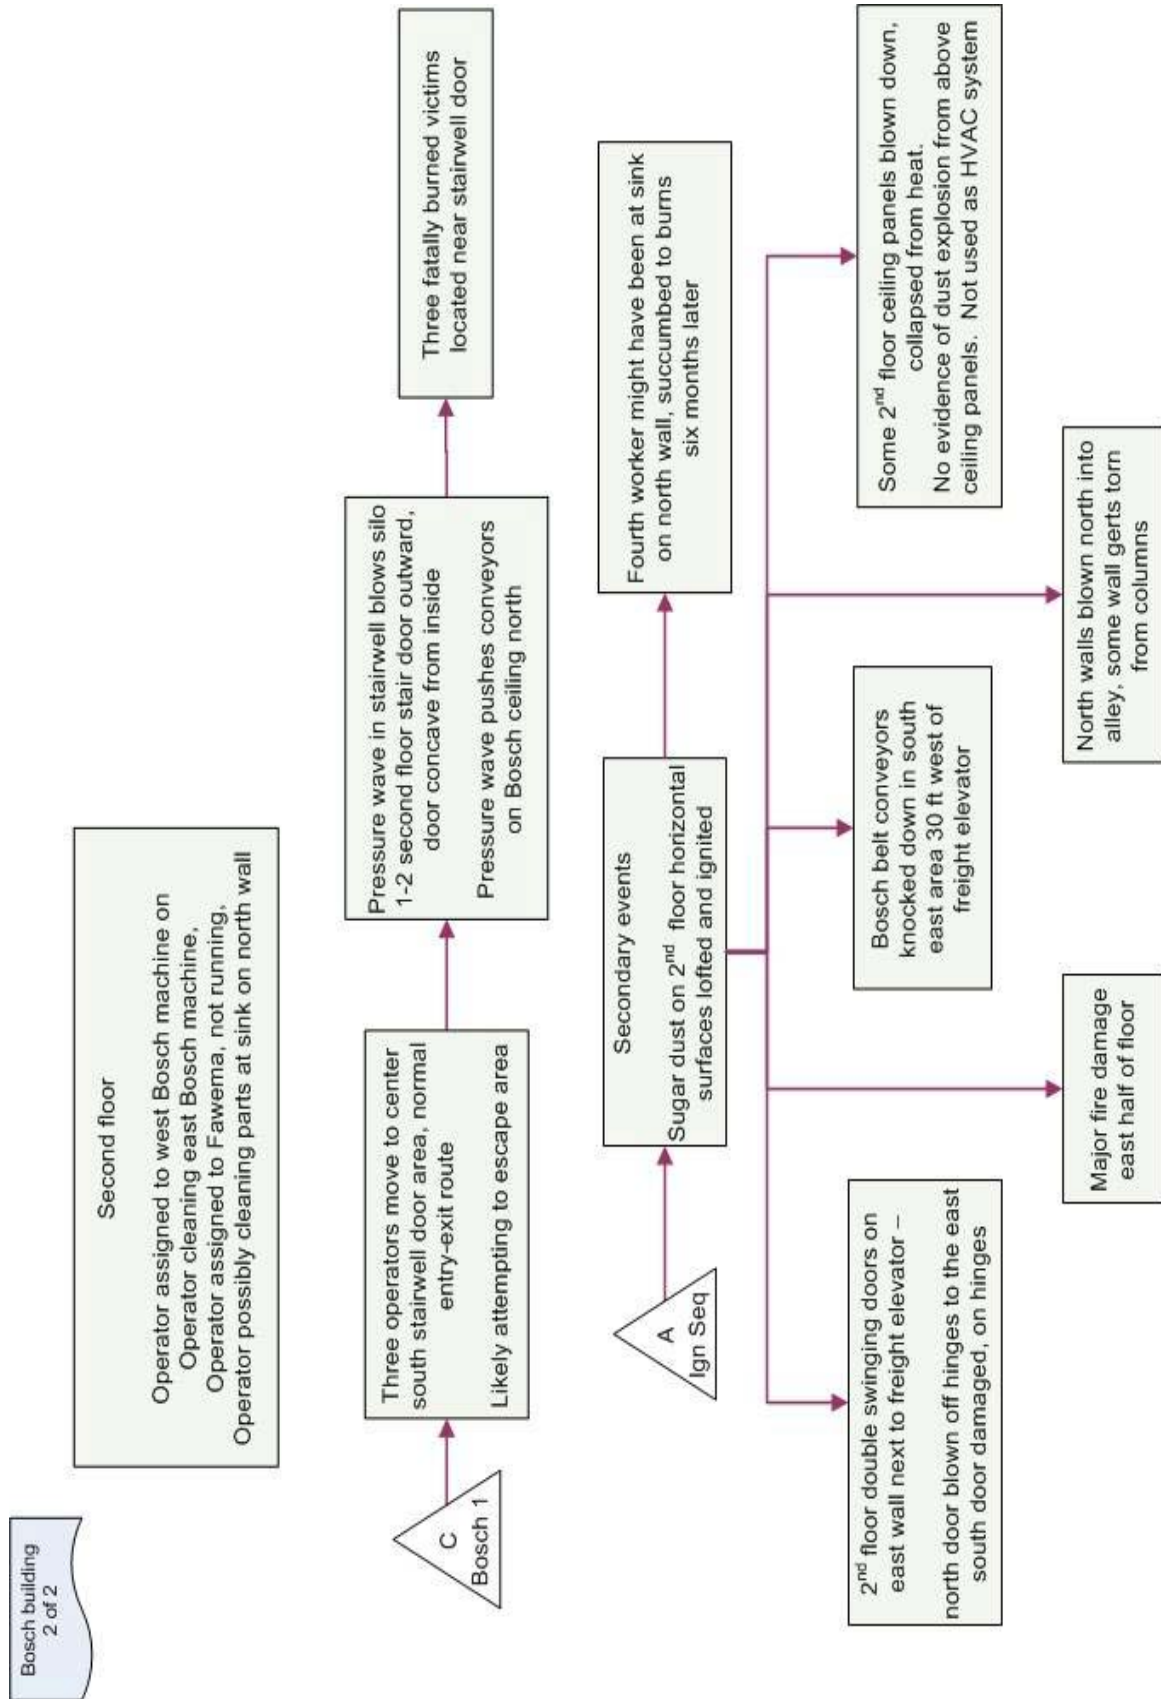 Bosch building
2 of 2
Second floor
Operator assigned to west Bosch machine on
Operator cleaning east Bosch machine,
Operator assigned to Fawema, not running,
Operator possibly cleaning parts at sink on north wall
C
Bosch 1
Three operators move to center
south stairwell door area, normal
entry-exit route
Likely attempting to escape area
Pressure wave in stairwell blows silo
1-2 second floor stair door outward,
door concave from inside
Pressure wave pushes conveyors
on Bosch ceiling north
Three fatally burned victims
located near stairwell door
A
Ign Seq
Secondary events
Sugar dust on 2nd floor horizontal
surfaces lofted and ignited
Fourth worker might have been at sink
on north wall, succumbed to burns
six months later
2nd floor double swinging doors on
east wall next to freight elevator –
north door blown off hinges to the east
south door damaged, on hinges
Major fire damage
east half of floor
Bosch belt conveyors
knocked down in south
east area 30 ft west of
freight elevator
North walls blown north into
alley, some wall gerts torn
from columns
Some 2nd floor ceiling panels blown down,
collapsed from heat.
No evidence of dust explosion from above
ceiling panels.  Not used as HVAC system